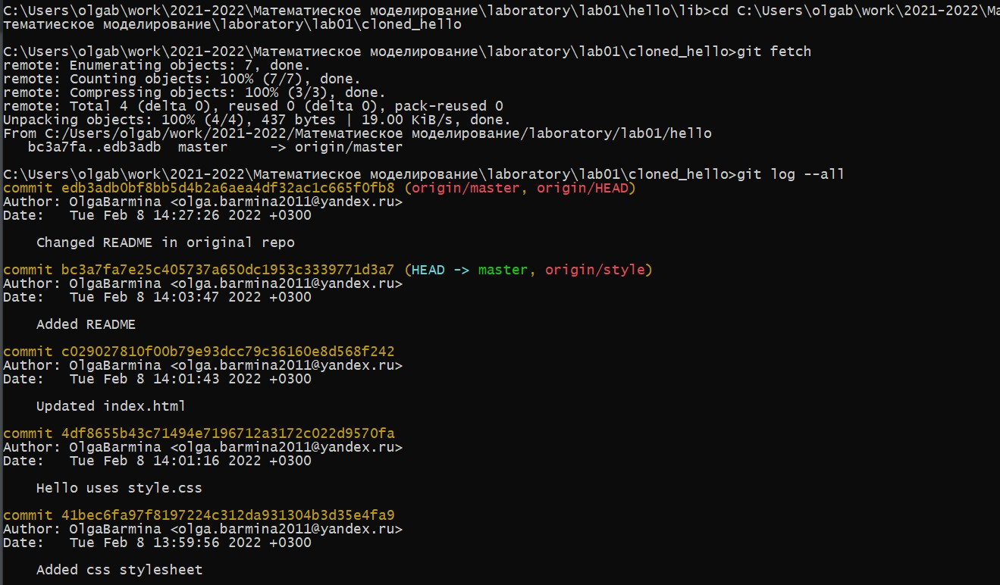 C:\Users\olgab\work\2021-2022\Математиеское моделирование\laboratory\lab01\hello\lib>cd C:\Users\olgab\work\2021-2022\Ма
тематиеское моделирование\laboratory\lab01\cloned_hello
C:\Users\olgab\work\2021-2022\Математиеское моделирование\laboratory\lab01\cloned_hello>git fetch
remote: Enumerating objects: 7, done.
remote: Counting objects: 100% (7/7), done.
remote: Compressing objects: 100% (3/3), done.
remote: Total 4 (delta 0), reused 0 (delta 0), pack-reused 0
Unpacking objects: 100% (4/4), 437 bytes | 19.00 KiB/s, done.
From C:/Users/olgab/work/2021-2022/Математиеское моделирование/laboratory/lab01/hello
   bc3a7fa..edb3adb  master     -> origin/master
C:\Users\olgab\work\2021-2022\Математиеское моделирование\laboratory\lab01\cloned_hello>git log --all
commit edb3adb0bf8bb5d4b2a6aea4df32ac1c665f0fb8 (origin/master, origin/HEAD)
Author: OlgaBarmina <olga.barmina2011@yandex.ru>
Date:   Tue Feb 8 14:27:26 2022 +0300
    Changed README in original repo
commit bc3a7fa7e25c405737a650dc1953c3339771d3a7 (HEAD -> master, origin/style)
Author: OlgaBarmina <olga.barmina2011@yandex.ru>
Date:   Tue Feb 8 14:03:47 2022 +0300
    Added README
commit c029027810f00b79e93dcc79c36160e8d568f242
Author: OlgaBarmina <olga.barmina2011@yandex.ru>
Date:   Tue Feb 8 14:01:43 2022 +0300
    Updated index.html
commit 4df8655b43c71494e7196712a3172c022d9570fa
Author: OlgaBarmina <olga.barmina2011@yandex.ru>
Date:   Tue Feb 8 14:01:16 2022 +0300
    Hello uses style.css
commit 41bec6fa97f8197224c312da931304b3d35e4fa9
Author: OlgaBarmina <olga.barmina2011@yandex.ru>
Date:   Tue Feb 8 13:59:56 2022 +0300
    Added css stylesheet